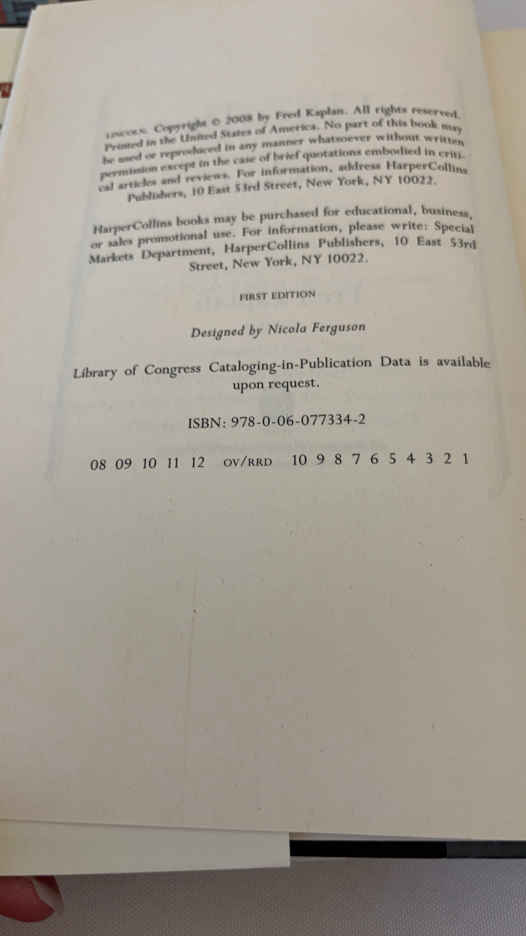 LINCOLN. Copyright © 2008 by Fred Kaplan. All rights reserved.
Printed in the United States of America. No part of this book may
be used or reproduced in any manner whatsoever without written
permission except in the case of brief quotations embodied in criti-
cal articles and reviews. For information, address HarperCollins
Publishers, 10 East 53rd Street, New York, NY 10022.
HarperCollins books may be purchased for educational, business,
or sales promotional use. For information, please write: Special
Markets Department, HarperCollins Publishers, 10 East 53rd
Street, New York, NY 10022.
FIRST EDITION
Designed by Nicola Ferguson
Library of Congress Cataloging-in-Publication Data is available
upon request.
ISBN: 978-0-06-077334-2
08 09 10 11 12 OV/RRD 10 9 8 7 6 5 4 3 2 1